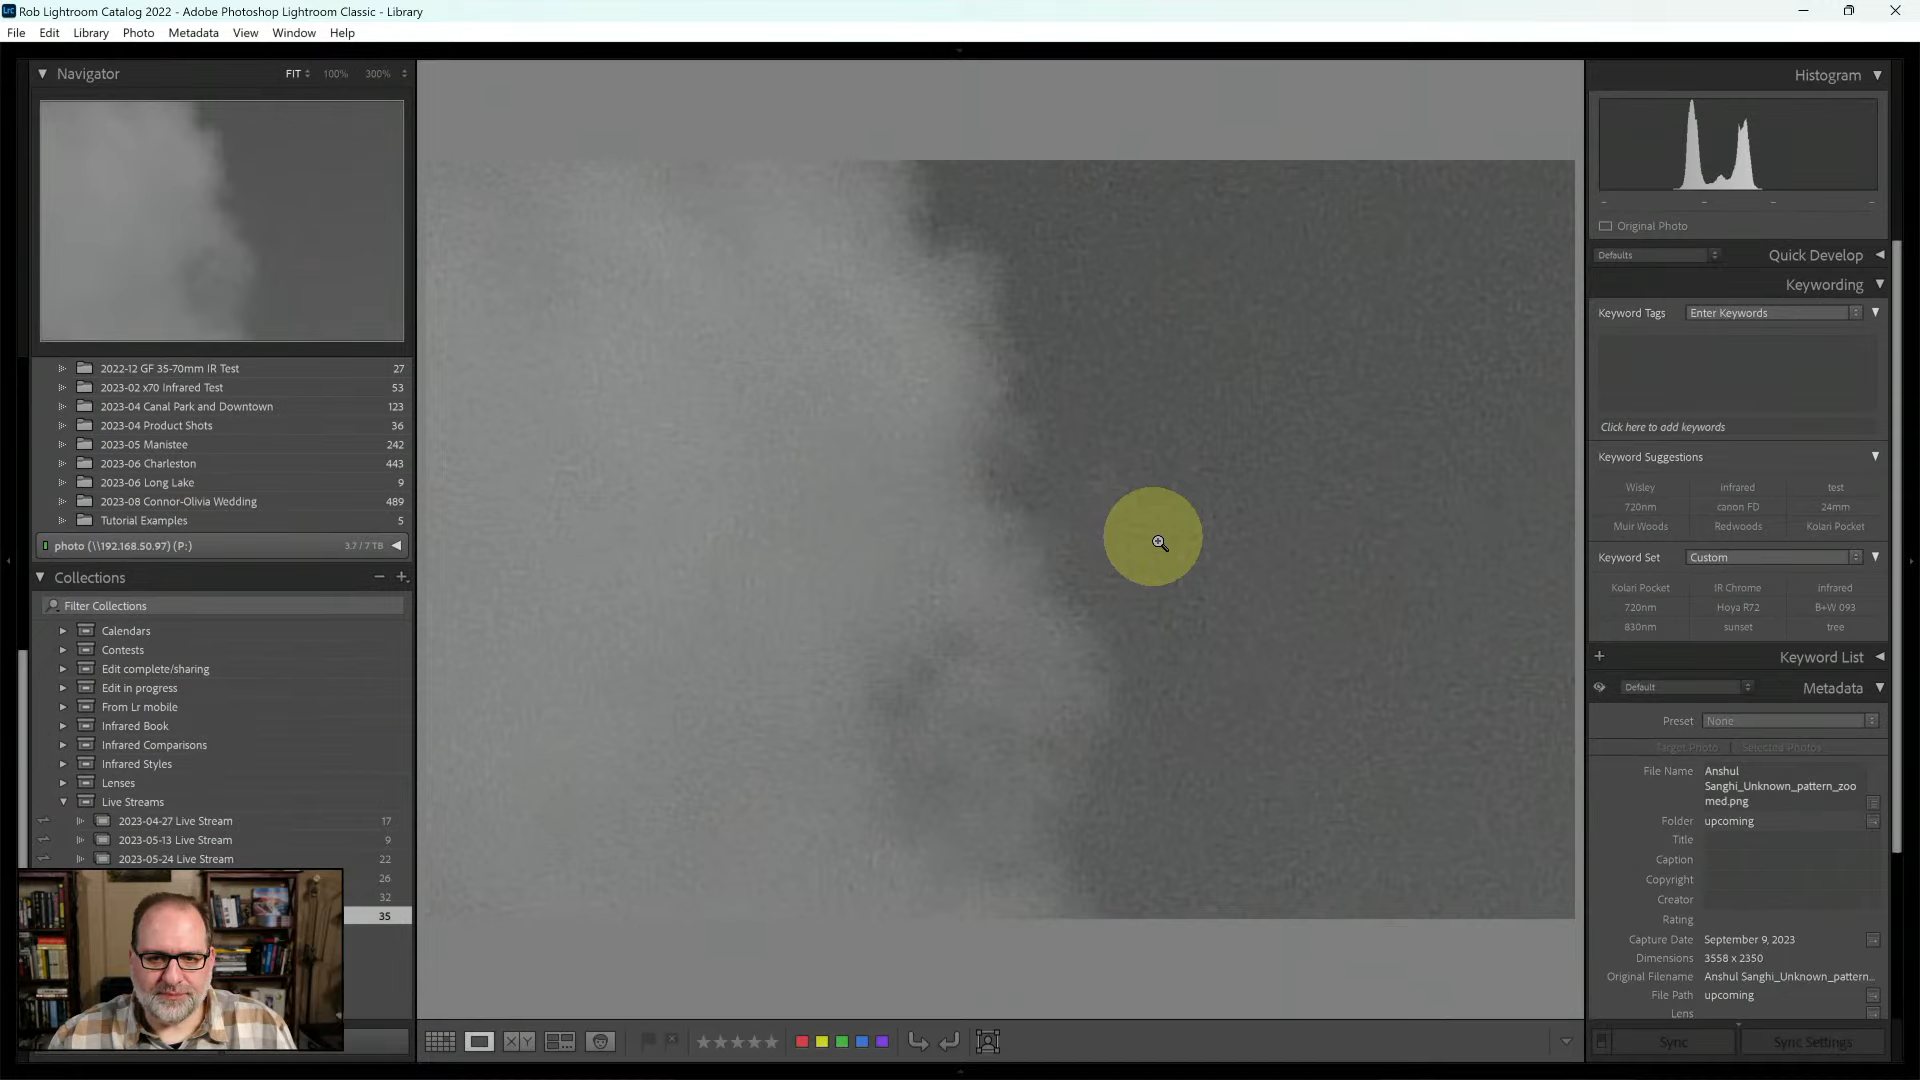 Lrc Rob Lightroom Catalog 2022 - Adobe Photoshop Lightroom Classic - Library
File Edit Library Photo Metadata View Window Help
Navigator FIT 100% 300%
2022-12 GF 35-70mm IR Test 27
2023-02 x70 Infrared Test 53
2023-04 Canal Park and Downtown 123
2023-04 Product Shots 36
2023-05 Manistee 242
2023-06 Charleston 443
2023-06 Long Lake 9
2023-08 Connor-Olivia Wedding 489
Tutorial Examples 5
photo (\\192.168.50.97) (P:) 3.7 / 7 TB
Collections
Filter Collections
Calendars
Contests
Edit complete/sharing
Edit in progress
From Lr mobile
Infrared Book
Infrared Comparisons
Infrared Styles
Lenses
Live Streams
2023-04-27 Live Stream 17
2023-05-13 Live Stream 9
2023-05-24 Live Stream 22
26
32
35
X Y
Histogram
Original Photo
Defaults Quick Develop
Keywording
Keyword Tags Enter Keywords
Click here to add keywords
Keyword Suggestions
Wisley infrared test
720nm canon FD 24mm
Muir Woods Redwoods Kolari Pocket
Keyword Set Custom
Kolari Pocket IR Chrome infrared
720nm Hoya R72 B+W 093
830nm sunset tree
Keyword List
Default Metadata
Preset None
Target Photo Selected Photos
File Name Anshul
Sanghi_Unknown_pattern_zoo
med.png
Folder upcoming
Title
Caption
Copyright
Creator
Rating
Capture Date September 9, 2023
Dimensions 3558 x 2350
Original Filename Anshul Sanghi_Unknown_pattern...
File Path upcoming
Lens
Sync Sync Settings